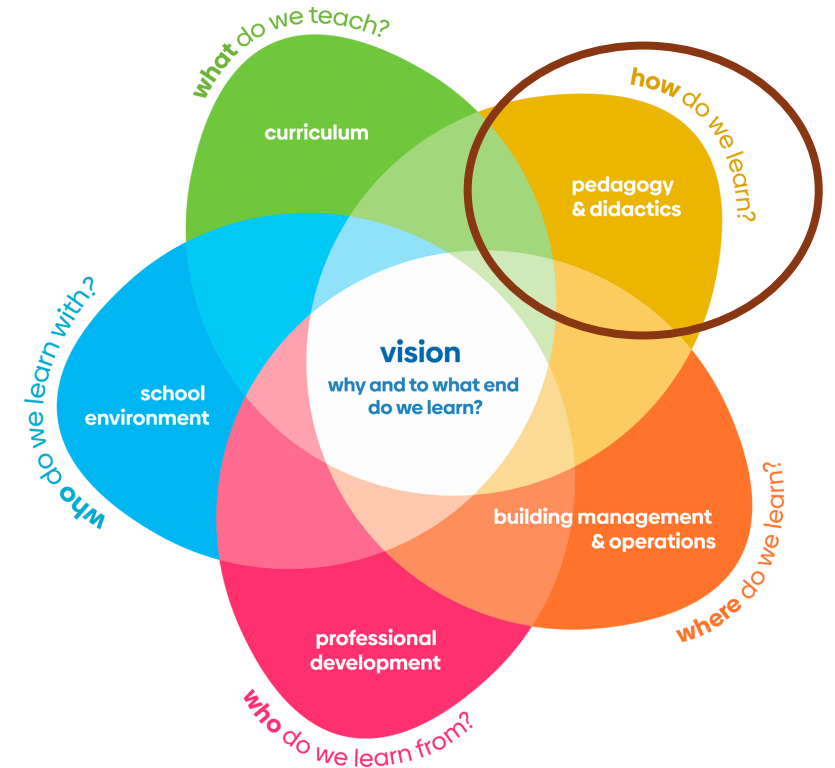 what do we teach?
curriculum
how do we learn?
pedagogy
& didactics
who do we learn with?
school
environment
vision
why and to what end
do we learn?
building management
& operations
where do we learn?
professional
development
who do we learn from?